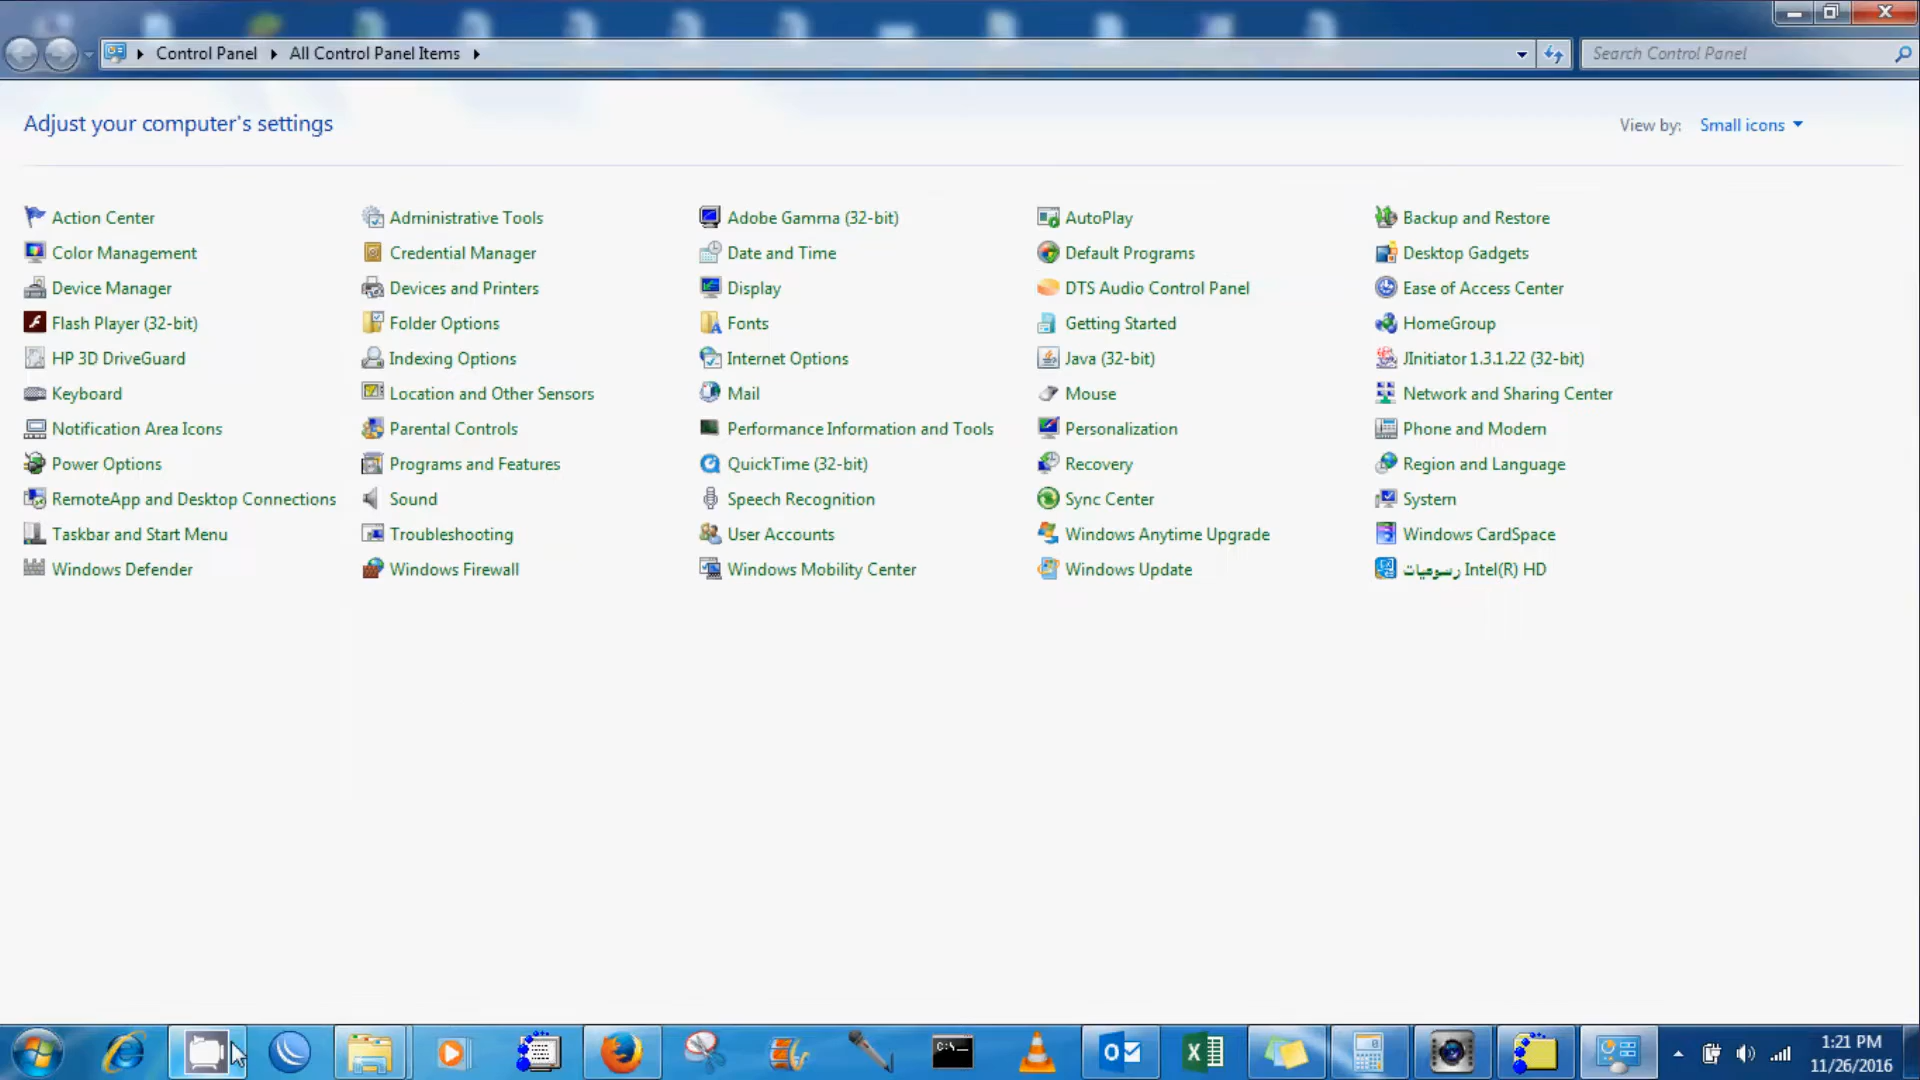 Control Panel All Control Panel Items
Search Control Panel
Adjust your computer's settings
View by: Small icons
Action Center
Administrative Tools
Adobe Gamma (32-bit)
AutoPlay
Backup and Restore
Color Management
Credential Manager
Date and Time
Default Programs
Desktop Gadgets
Device Manager
Devices and Printers
Display
DTS Audio Control Panel
Ease of Access Center
Flash Player (32-bit)
Folder Options
Fonts
Getting Started
HomeGroup
HP 3D DriveGuard
Indexing Options
Internet Options
Java (32-bit)
JInitiator 1.3.1.22 (32-bit)
Keyboard
Location and Other Sensors
Mail
Mouse
Network and Sharing Center
Notification Area Icons
Parental Controls
Performance Information and Tools
Personalization
Phone and Modem
Power Options
Programs and Features
QuickTime (32-bit)
Recovery
Region and Language
RemoteApp and Desktop Connections
Sound
Speech Recognition
Sync Center
System
Taskbar and Start Menu
Troubleshooting
User Accounts
Windows Anytime Upgrade
Windows CardSpace
Windows Defender
Windows Firewall
Windows Mobility Center
Windows Update
رسوميات Intel(R) HD
1:21 PM
11/26/2016